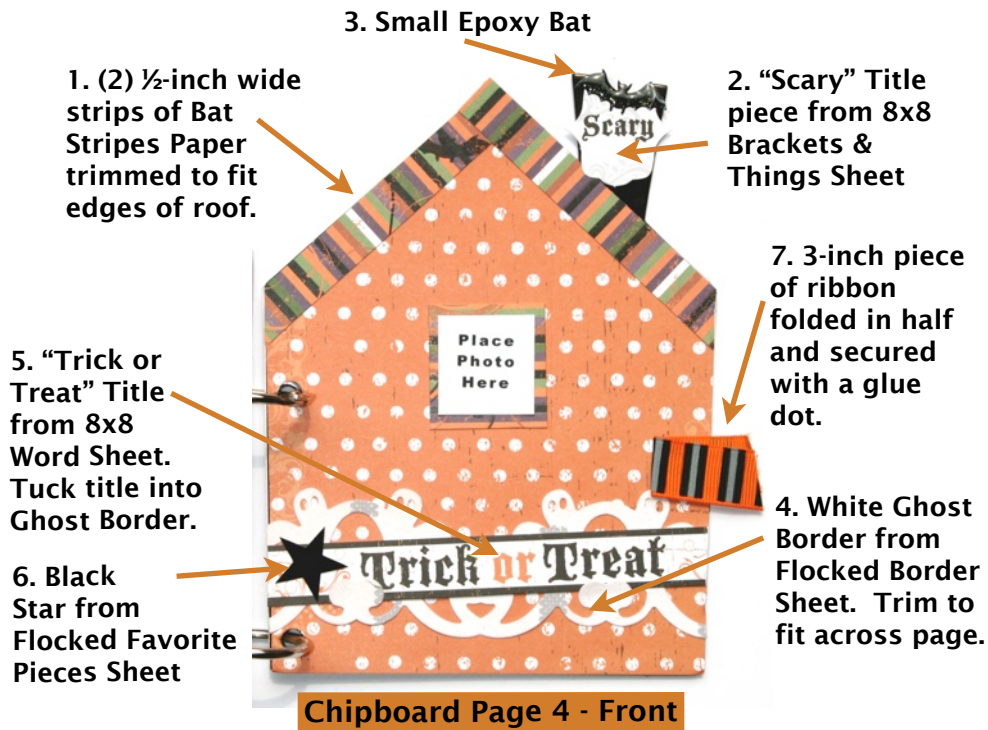 3. Small Epoxy Bat
1. (2) ½-inch wide
strips of Bat
Stripes Paper
trimmed to fit
edges of roof.
2. “Scary” Title
piece from 8x8
Brackets &
Things Sheet
Scary
7. 3-inch piece
of ribbon
folded in half
and secured
with a glue
dot.
Place
Photo
Here
5. “Trick or
Treat” Title
from 8x8
Word Sheet.
Tuck title into
Ghost Border.
4. White Ghost
Border from
Flocked Border
Sheet.  Trim to
fit across page.
Trick or Treat
6. Black
Star from
Flocked Favorite
Pieces Sheet
Chipboard Page 4 - Front